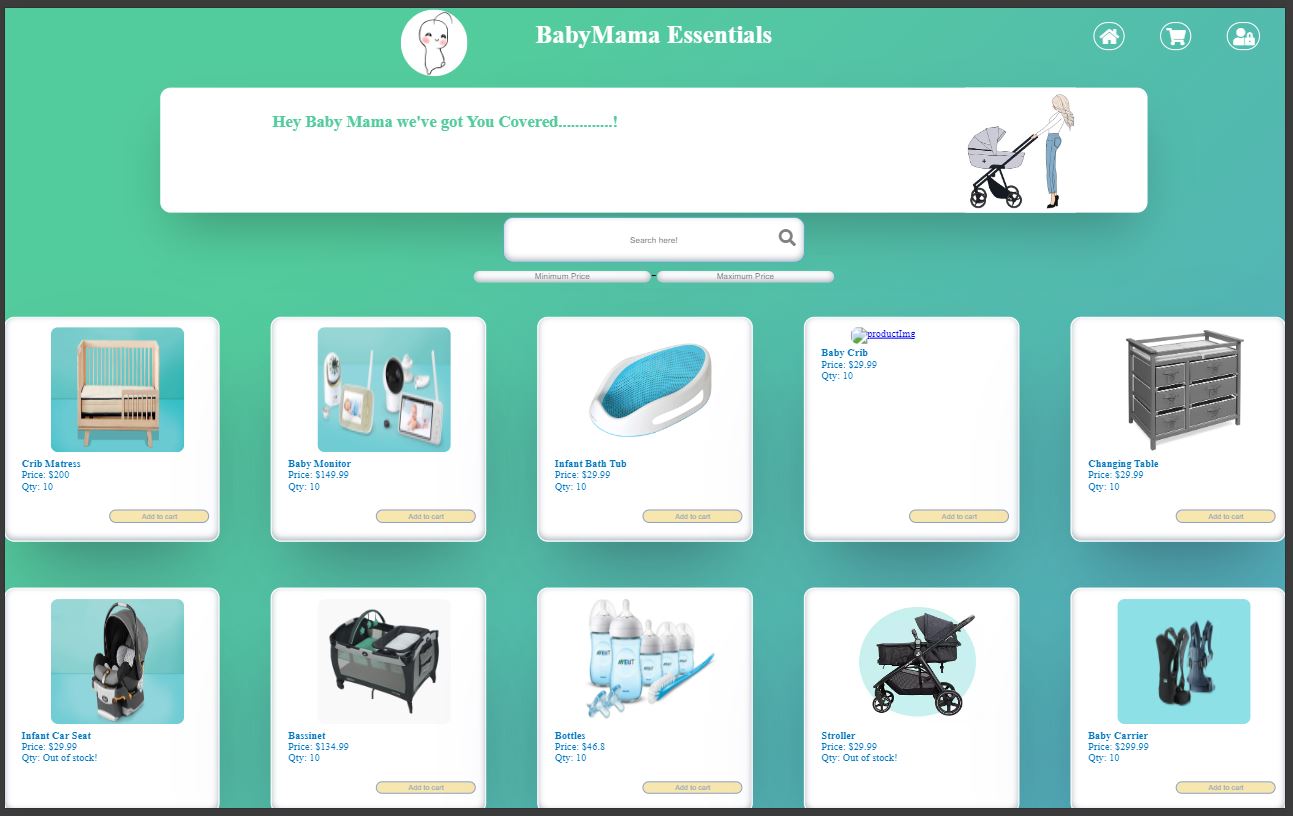 BabyMama Essentials
Hey Baby Mama we've got You Covered.............!
Search here!
Minimum Price - Maximum Price
Crib Matress
Price: $200
Qty: 10
Add to cart
Baby Monitor
Price: $149.99
Qty: 10
Add to cart
Infant Bath Tub
Price: $29.99
Qty: 10
Add to cart
productImg
Baby Crib
Price: $29.99
Qty: 10
Add to cart
Changing Table
Price: $29.99
Qty: 10
Add to cart
Infant Car Seat
Price: $29.99
Qty: Out of stock!
Bassinet
Price: $134.99
Qty: 10
Add to cart
AVENT
AVENT
AVENT
Bottles
Price: $46.8
Qty: 10
Add to cart
Stroller
Price: $29.99
Qty: Out of stock!
Baby Carrier
Price: $299.99
Qty: 10
Add to cart